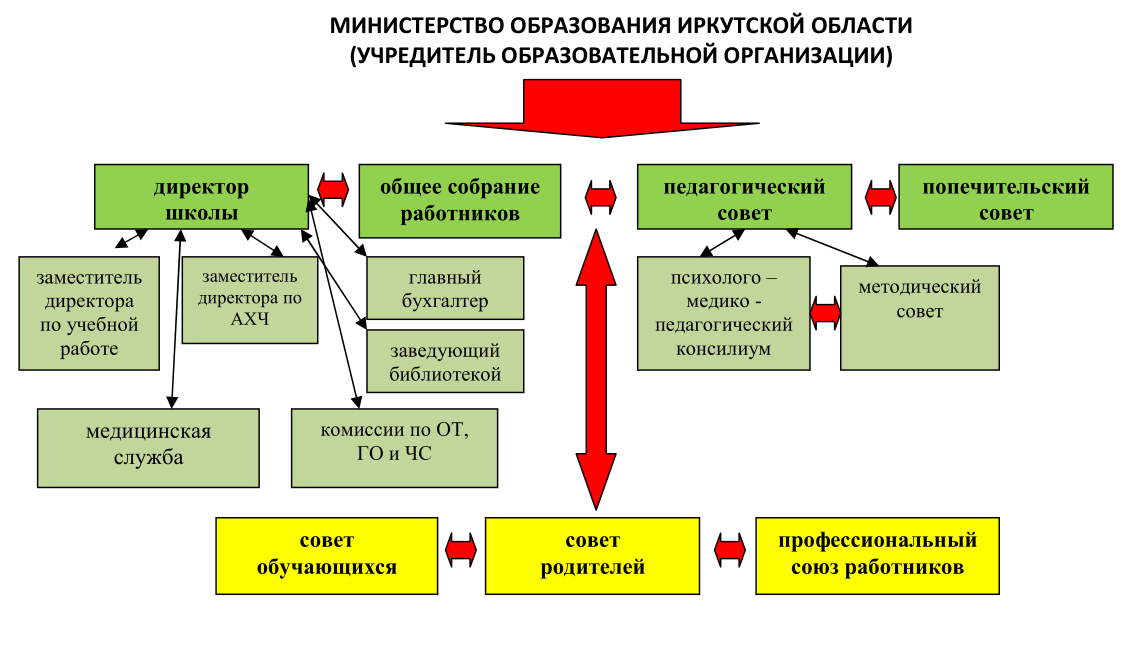 МИНИСТЕРСТВО ОБРАЗОВАНИЯ ИРКУТСКОЙ ОБЛАСТИ
(УЧРЕДИТЕЛЬ ОБРАЗОВАТЕЛЬНОЙ ОРГАНИЗАЦИИ)
директор
школы
общее собрание
работников
педагогический
совет
попечительский
совет
заместитель
директора
по учебной
работе
заместитель
директора по
АХЧ
главный
бухгалтер
заведующий
библиотекой
психолого –
медико -
педагогический
консилиум
методический
совет
медицинская
служба
комиссии по ОТ,
ГО и ЧС
совет
обучающихся
совет
родителей
профессиональный
союз работников